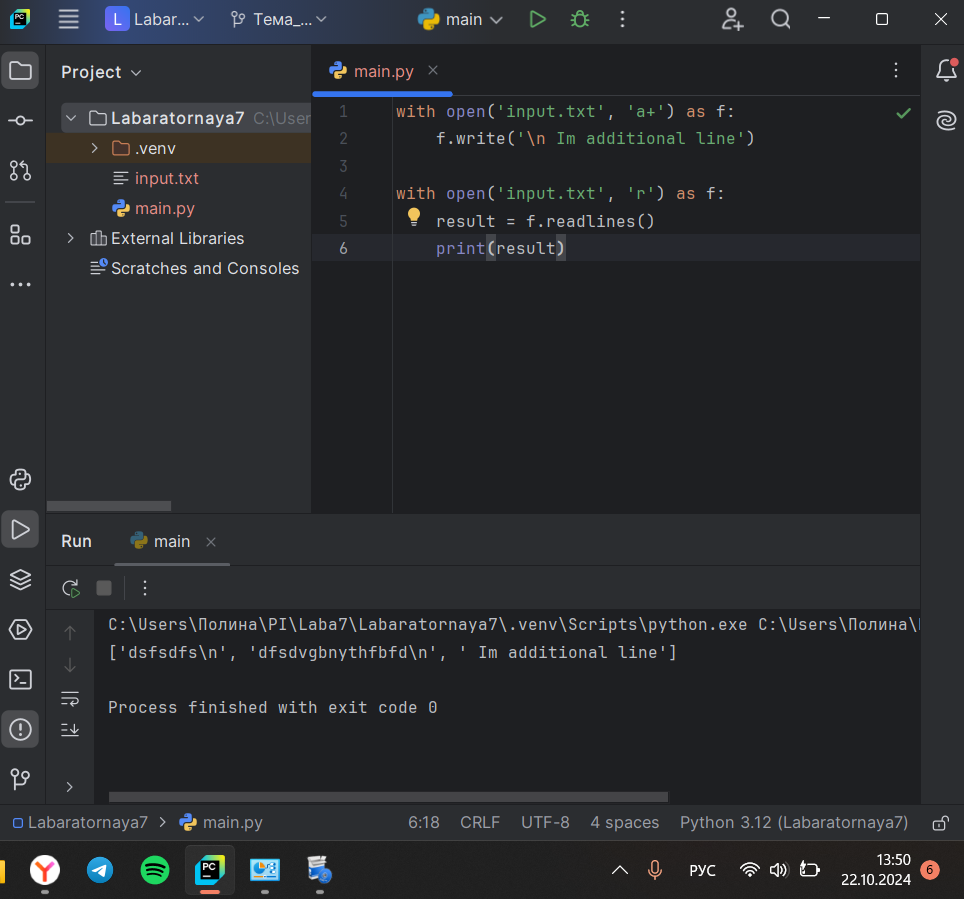 L Labar... Тема_... main
Project
main.py
Labaratornaya7 C:\User
.venv
input.txt
main.py
External Libraries
Scratches and Consoles
1 with open('input.txt', 'a+') as f:
2 f.write('\n Im additional line')
3
4 with open('input.txt', 'r') as f:
5 result = f.readlines()
6 print(result)
Run main
C:\Users\Полина\PI\Laba7\Labaratornaya7\.venv\Scripts\python.exe C:\Users\Полина\
['dsfsdfs\n', 'dfsdvgbnythfbfd\n', ' Im additional line']
Process finished with exit code 0
Labaratornaya7 > main.py 6:18 CRLF UTF-8 4 spaces Python 3.12 (Labaratornaya7)
РУС
13:50
22.10.2024
6